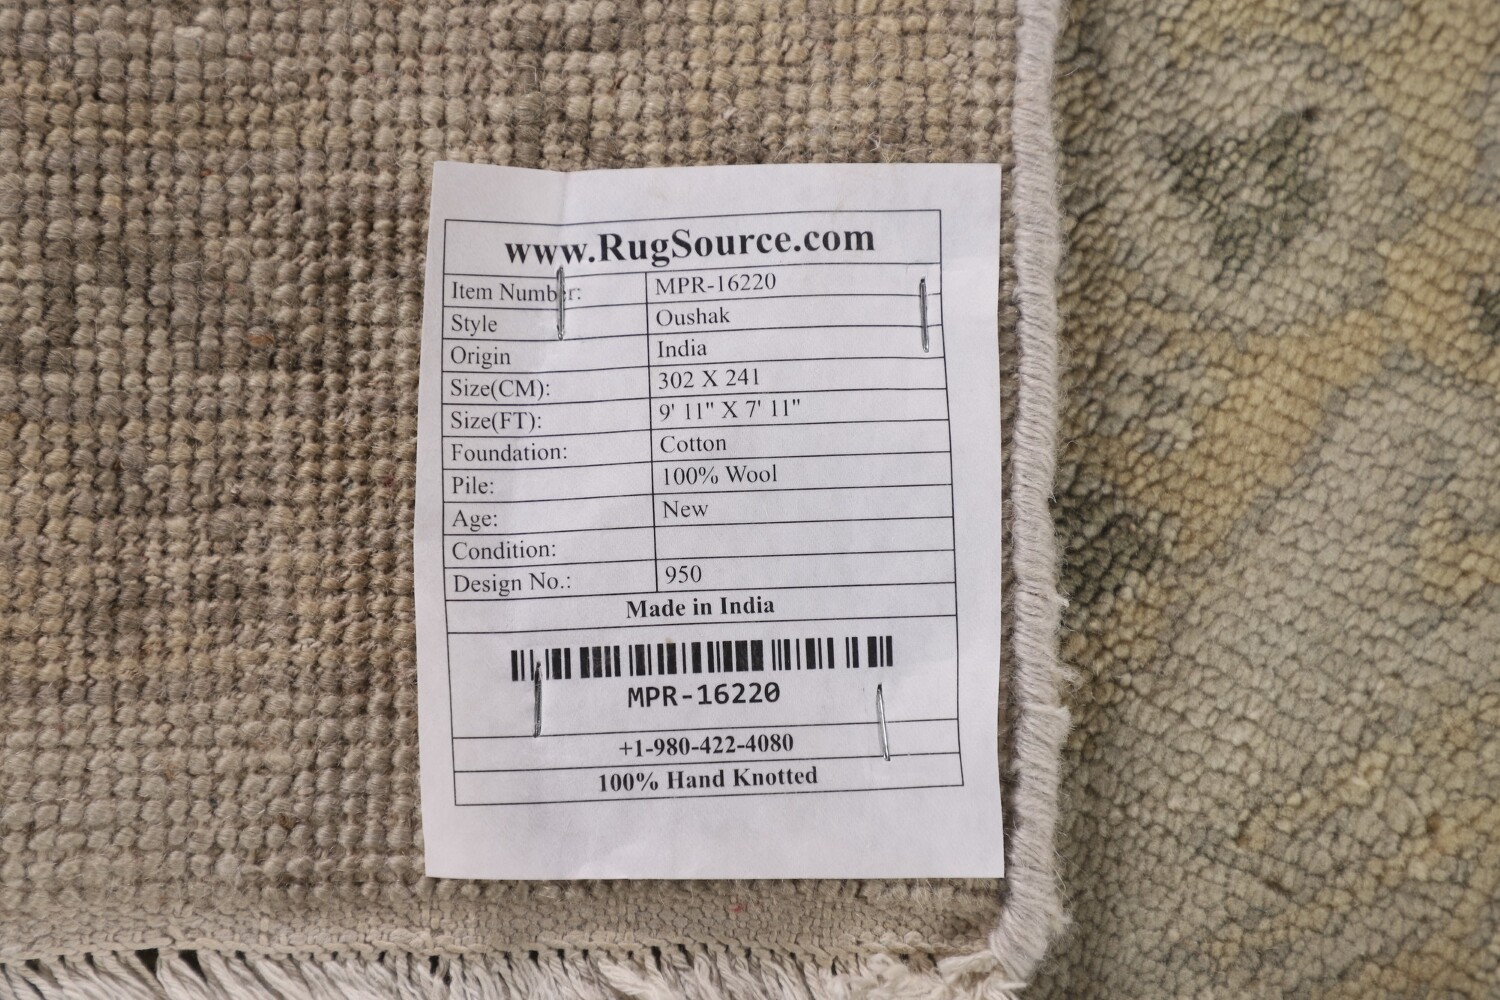 www.RugSource.com
Item Number: MPR-16220
Style Oushak
Origin India
Size(CM): 302 X 241
Size(FT): 9' 11" X 7' 11"
Foundation: Cotton
Pile: 100% Wool
Age: New
Condition:
Design No.: 950
Made in India
MPR-16220
+1-980-422-4080
100% Hand Knotted